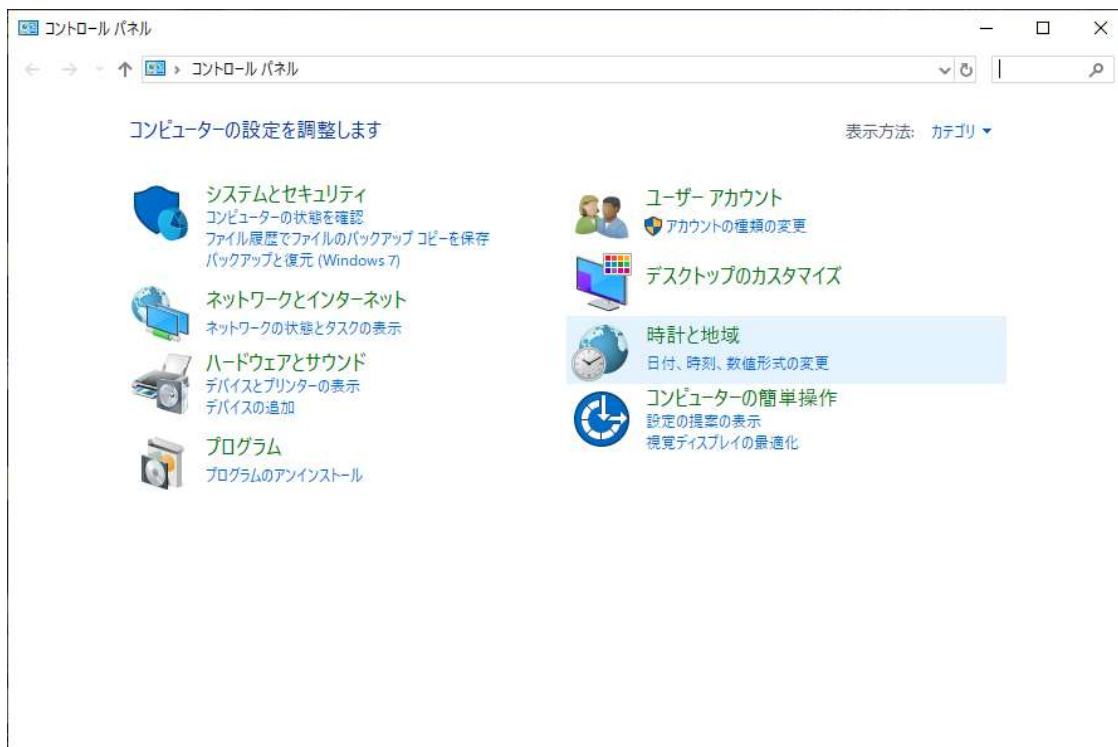 コントロール パネル
コントロール パネル
コンピューターの設定を調整します
表示方法: カテゴリ
システムとセキュリティ
コンピューターの状態を確認
ファイル履歴でファイルのバックアップ コピーを保存
バックアップと復元 (Windows 7)
ネットワークとインターネット
ネットワークの状態とタスクの表示
ハードウェアとサウンド
デバイスとプリンターの表示
デバイスの追加
プログラム
プログラムのアンインストール
ユーザー アカウント
アカウントの種類の変更
デスクトップのカスタマイズ
時計と地域
日付、時刻、数値形式の変更
コンピューターの簡単操作
設定の提案の表示
視覚ディスプレイの最適化